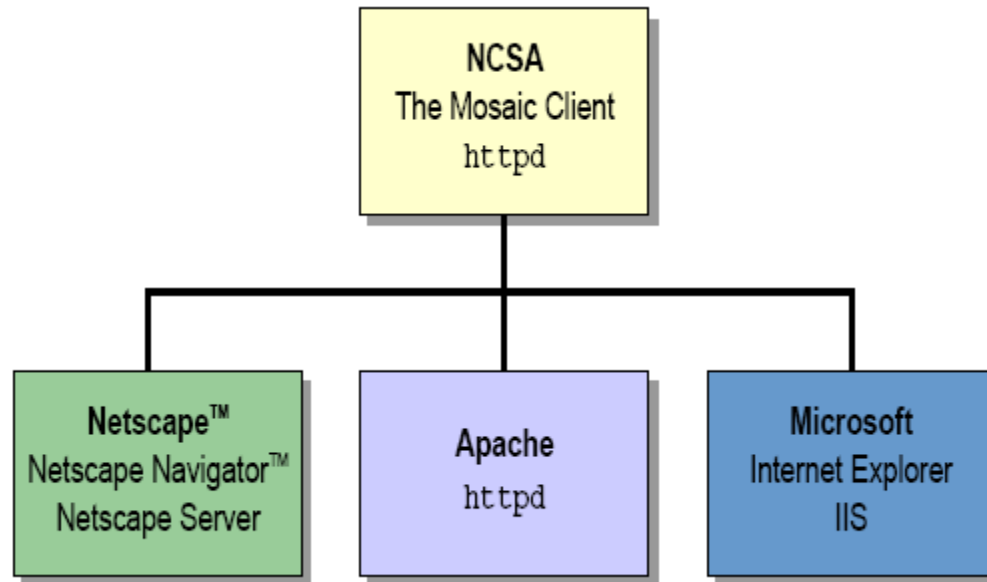 NCSA
The Mosaic Client
httpd
Netscape™
Netscape Navigator™
Netscape Server
Apache
httpd
Microsoft
Internet Explorer
IIS